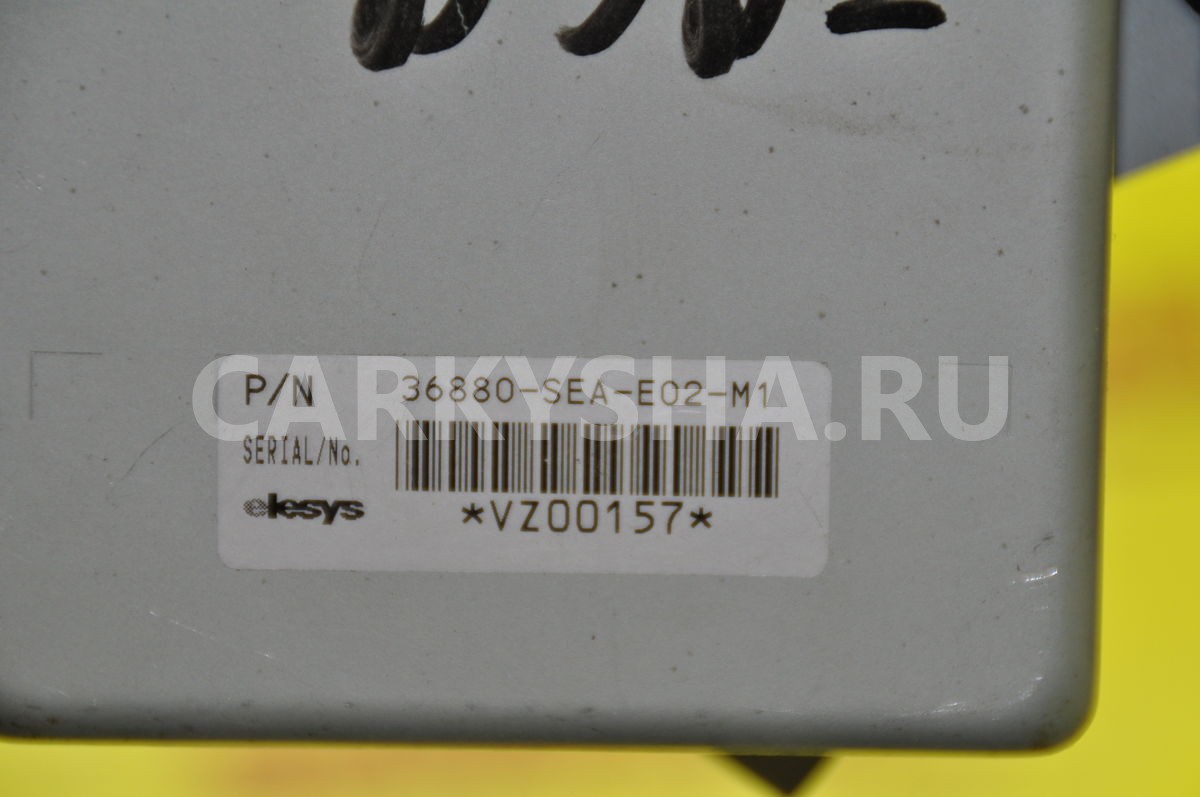 CARKYSHA.RU
P/N 36880-SEA-E02-M1
SERIAL/No.
elesys
*VZ00157*